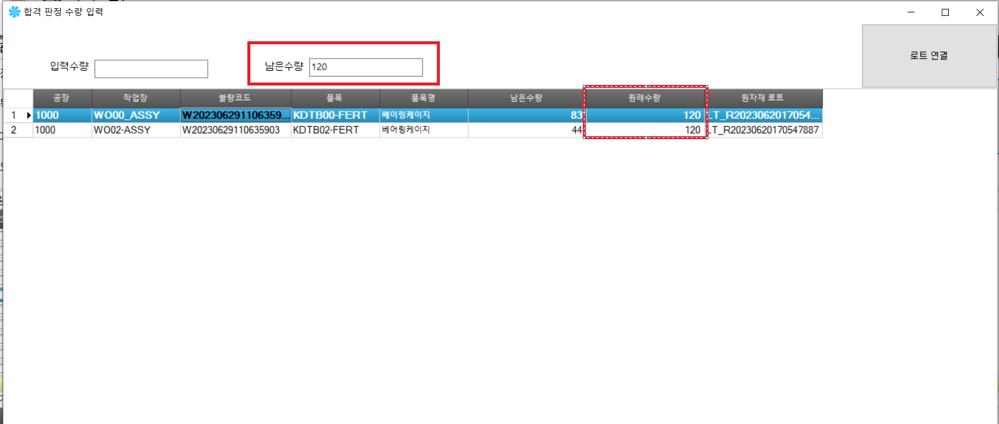 합격 판정 수량 입력
로트 연결
입력수량
남은수량 120
공장 작업장 불량코드 품목 품목명 남은수량 원래수량 원자재 로트
1 1000 WO00_ASSY W202306291106359... KDTB00-FERT 베이링케이지 83 120 LT_R2023062017054...
2 1000 WO02-ASSY W20230629110635903 KDTB02-FERT 베어링케이지 44 120 LT_R20230620170547887